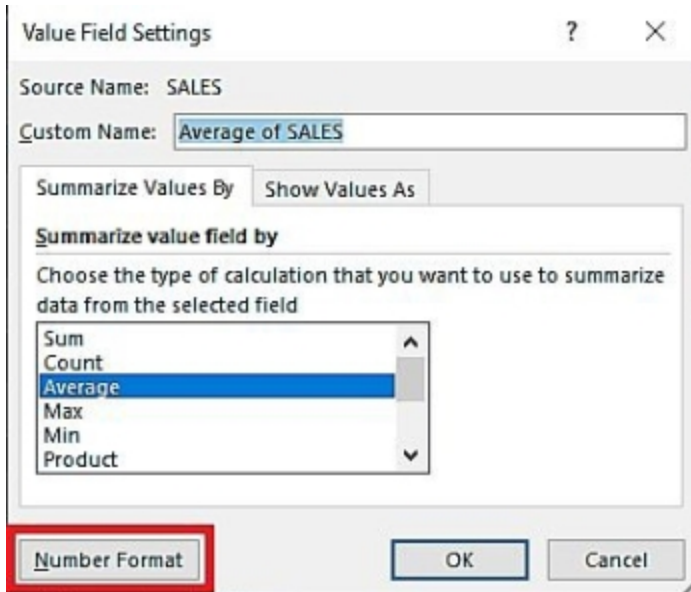 Value Field Settings ? ×
Source Name: SALES
Custom Name: Average of SALES
Summarize Values By Show Values As
Summarize value field by
Choose the type of calculation that you want to use to summarize
data from the selected field
Sum
Count
Average
Max
Min
Product
Number Format OK Cancel